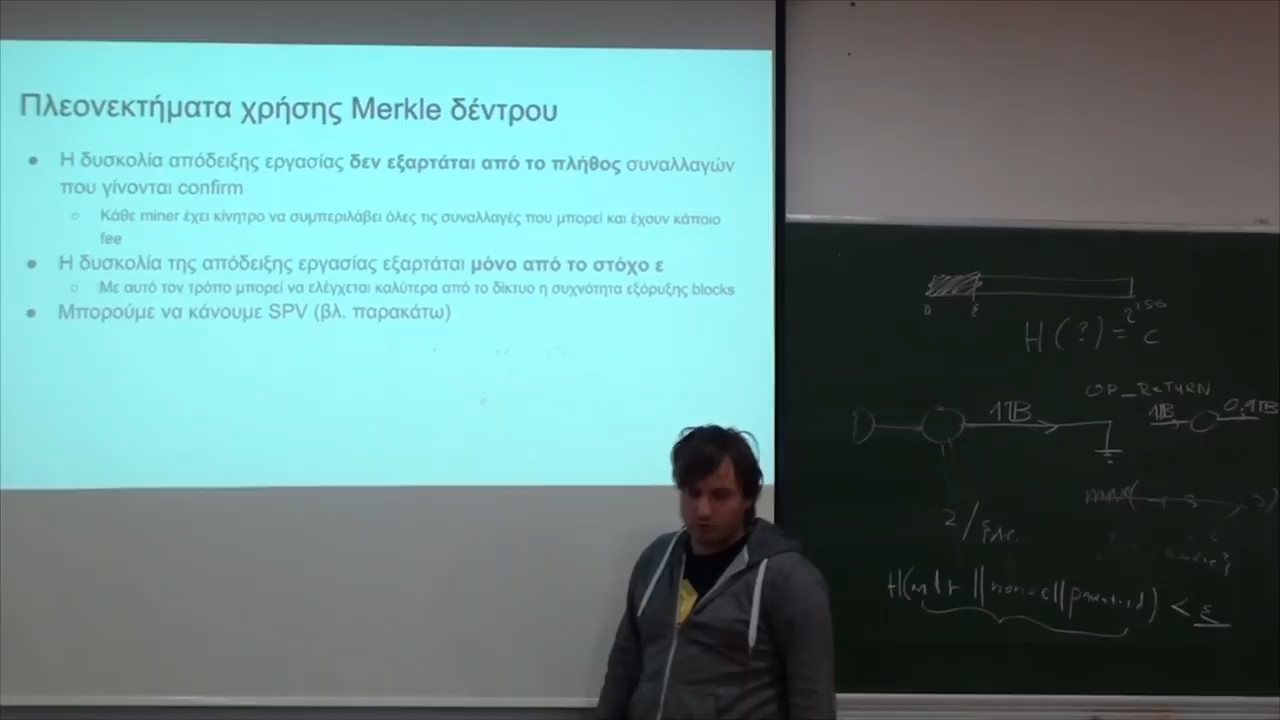 Πλεονεκτήματα χρήσης Merkle δέντρου
● Η δυσκολία απόδειξης εργασίας δεν εξαρτάται από το πλήθος συναλλαγών
που γίνονται confirm
○ Κάθε miner έχει κίνητρο να συμπεριλάβει όλες τις συναλλαγές που μπορεί και έχουν κάποιο
fee
● Η δυσκολία της απόδειξης εργασίας εξαρτάται μόνο από το στόχο ε
○ Με αυτό τον τρόπο μπορεί να ελέγχεται καλύτερα από το δίκτυο η συχνότητα εξόρυξης blocks
● Μπορούμε να κάνουμε SPV (βλ. παρακάτω)
0 ε 2^256
H(?) = c
OP_RETURN
1B 1B 0.9B
max(
2/
H(mtr || nonce || parentid) < ε